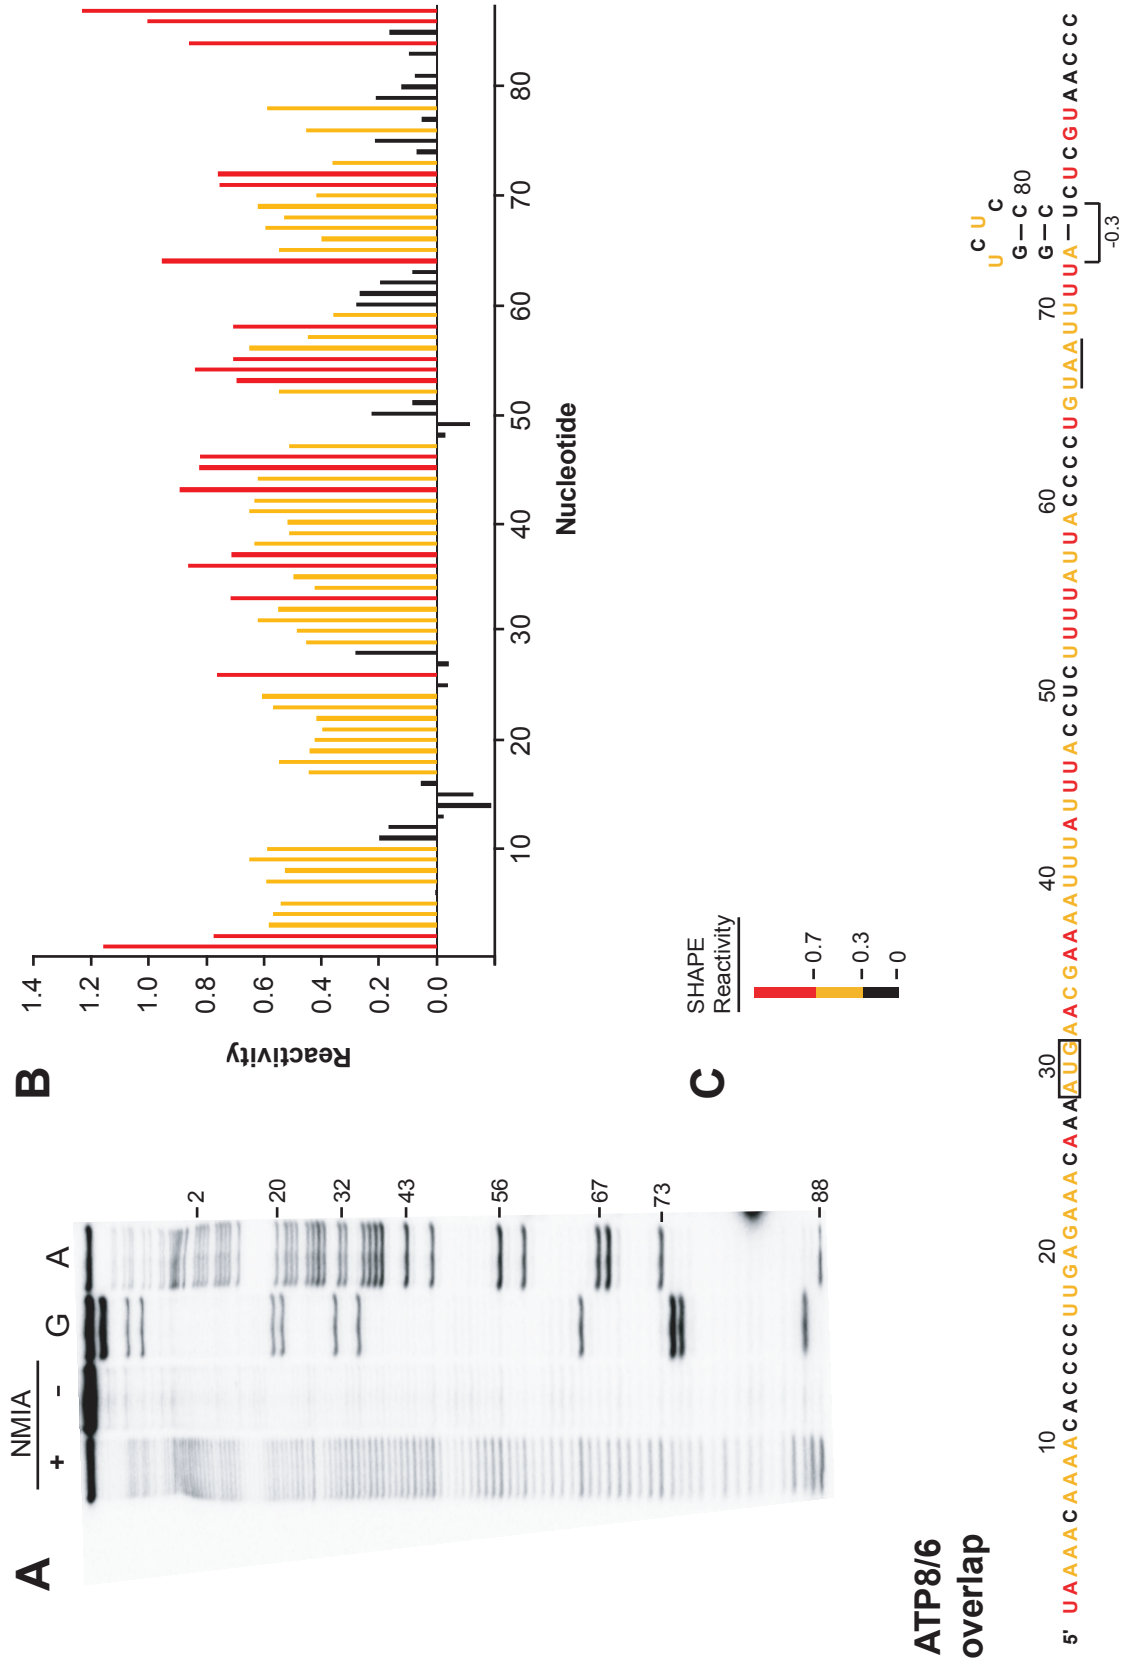 A
NMIA
+ - G A
2
20
32
43
56
67
73
88
B
Reactivity
1.4
1.2
1.0
0.8
0.6
0.4
0.2
0.0
10 20 30 40 50 60 70 80
Nucleotide
C
SHAPE
Reactivity
0.7
0.3
0
ATP8/6
overlap
C U
U C
G – C 80
G – C
10 20 30 40 50 60 70
5' U A A A A C A A A A C A C C C C U U G A G A A A C A A A A U G A A C G A A A A U U U A U U U A C C U C U U U U A U U A C C C C U G U A A U U U U A – U C U C G U A A C C C
-0.3